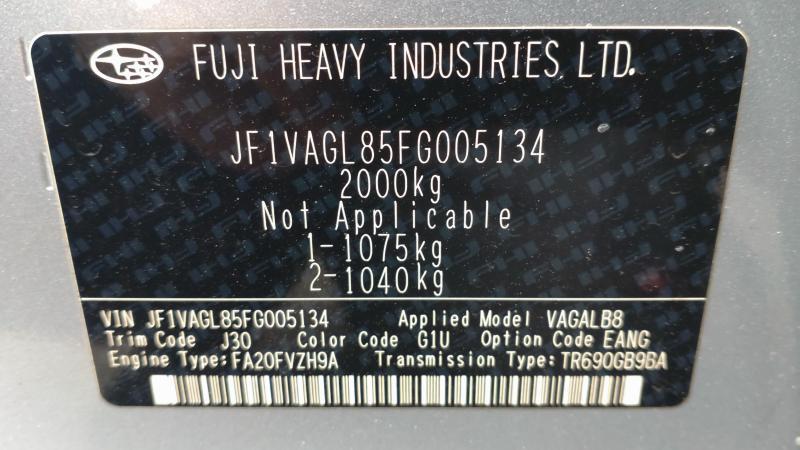 FUJI HEAVY INDUSTRIES LTD.
JF1VAGL85FG005134
2000kg
Not Applicable
1-1075kg
2-1040kg
VIN JF1VAGL85FG005134 Applied Model VAGALB8
Trim Code J30 Color Code G1U Option Code EANG
Engine Type:FA20FVZH9A Transmission Type:TR690GB9BA